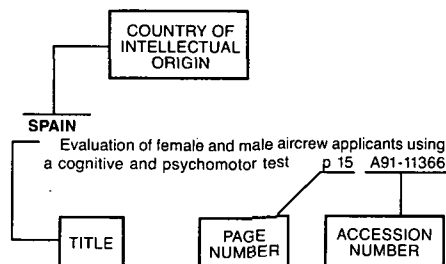 COUNTRY OF
INTELLECTUAL
ORIGIN
SPAIN
Evaluation of female and male aircrew applicants using
a cognitive and psychomotor test p 15 A91-11366
TITLE
PAGE
NUMBER
ACCESSION
NUMBER